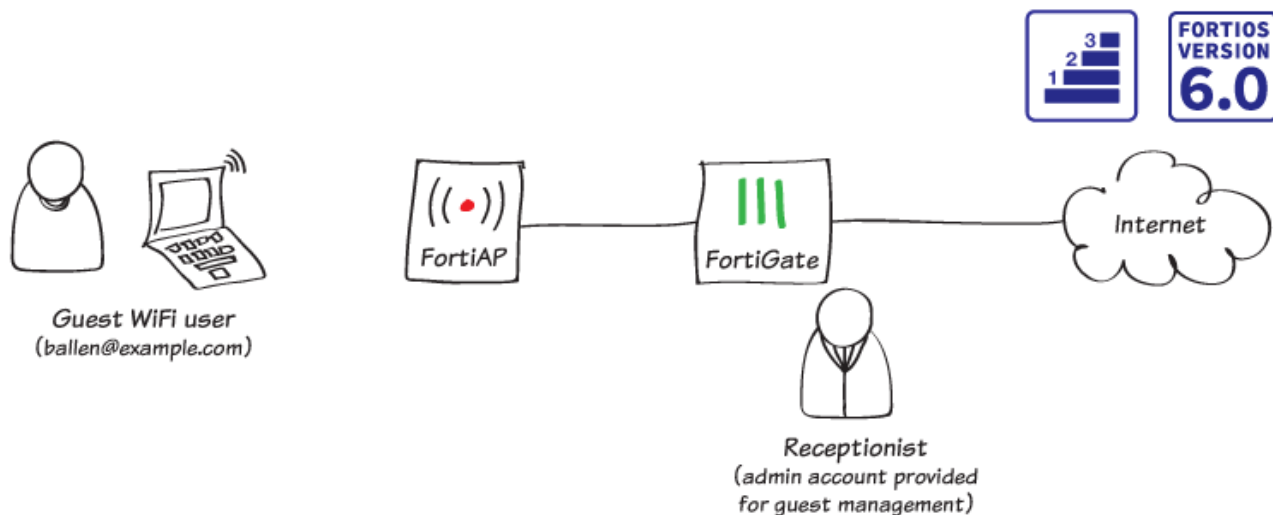 3
2
1
FORTIOS
VERSION
6.0
FortiAP
FortiGate
Internet
Guest WiFi user
(ballen@example.com)
Receptionist
(admin account provided
for guest management)